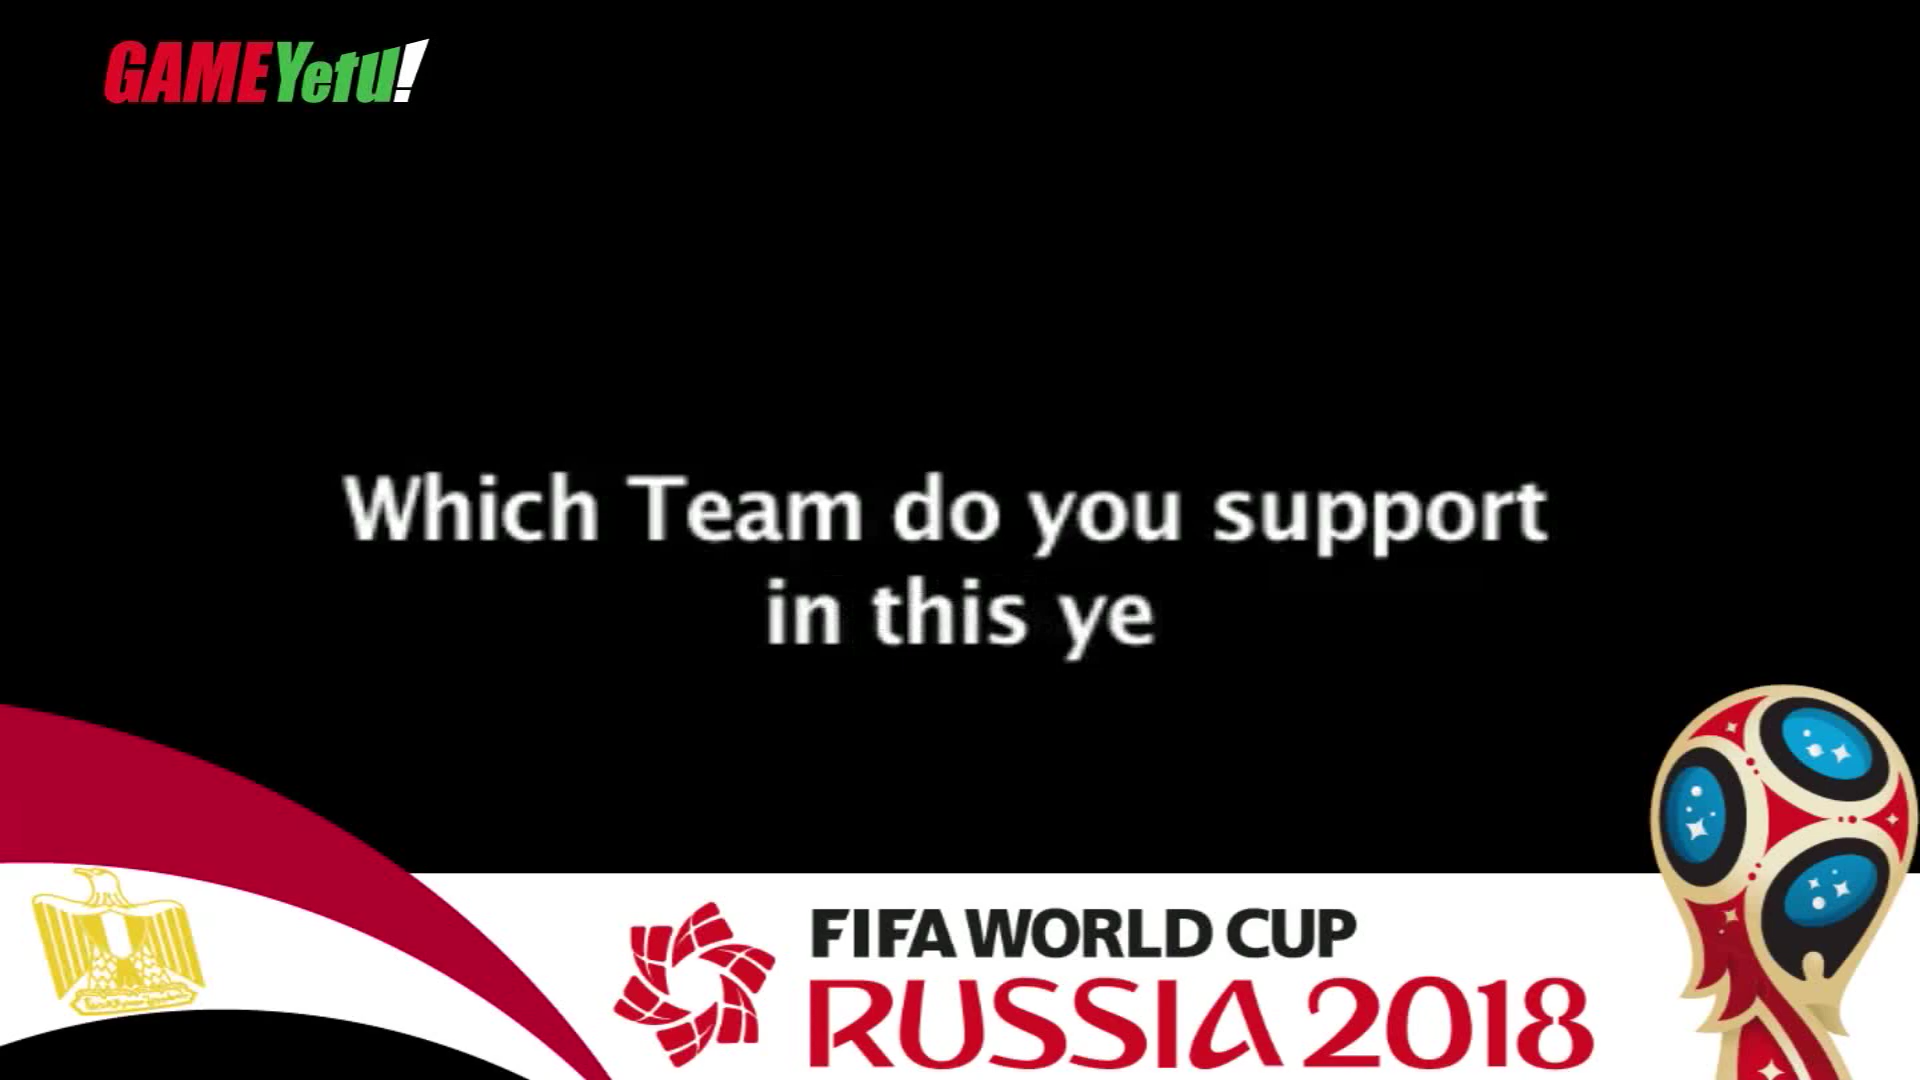 GAMEYetu!
Which Team do you support
in this ye
FIFA WORLD CUP
RUSSIA 2018